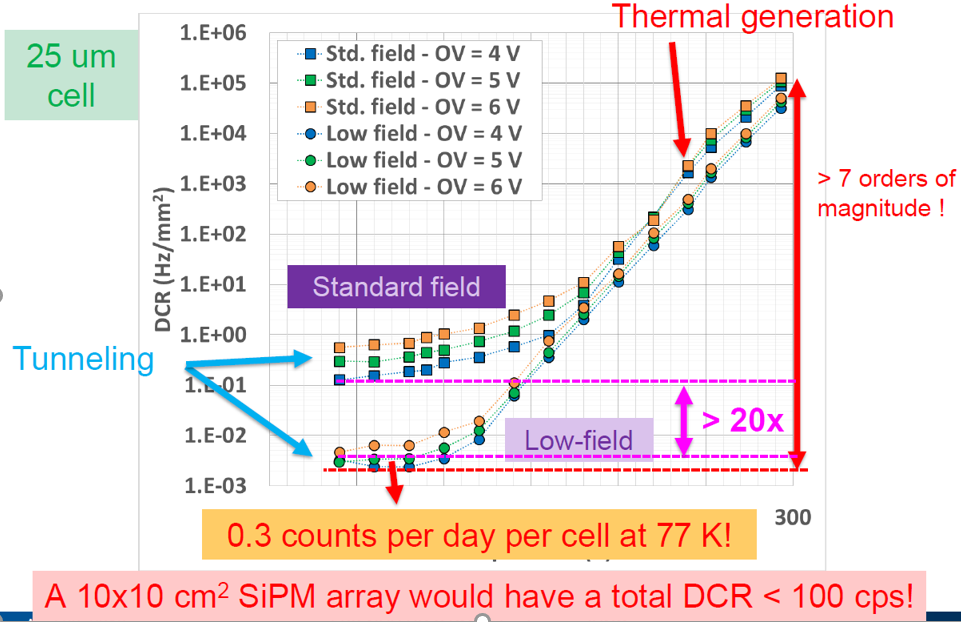 Thermal generation
25 um
cell
1.E+06
1.E+05
1.E+04
1.E+03
1.E+02
1.E+01
1.E+00
1.E-01
1.E-02
1.E-03
DCR (Hz/mm²)
Std. field - OV = 4 V
Std. field - OV = 5 V
Std. field - OV = 6 V
Low field - OV = 4 V
Low field - OV = 5 V
Low field - OV = 6 V
> 7 orders of
magnitude !
Standard field
Tunneling
> 20x
Low-field
300
0.3 counts per day per cell at 77 K!
A 10x10 cm² SiPM array would have a total DCR < 100 cps!